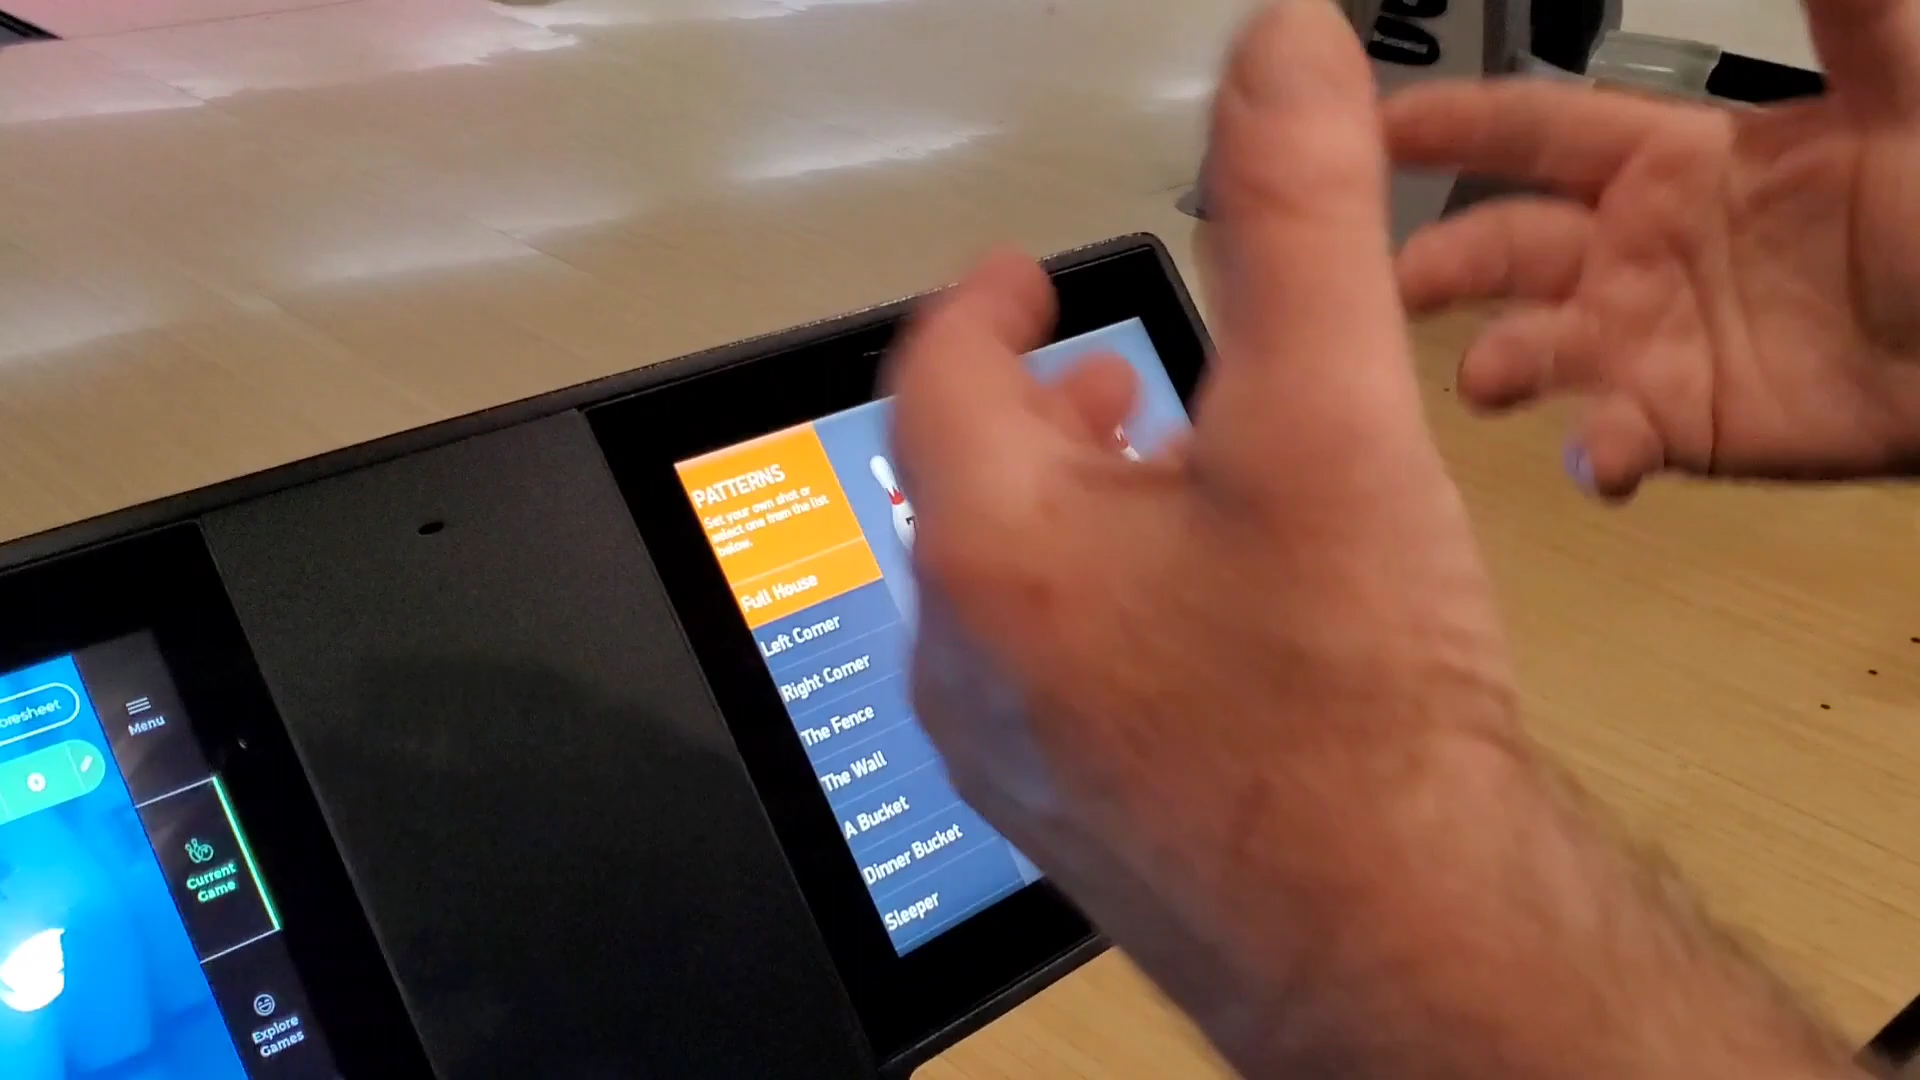 PATTERNS
Set your own shot or
select one from the list
below.
Full House
Left Corner
Right Corner
The Fence
The Wall
A Bucket
Dinner Bucket
Sleeper
Menu
Current
Game
Explore
Games